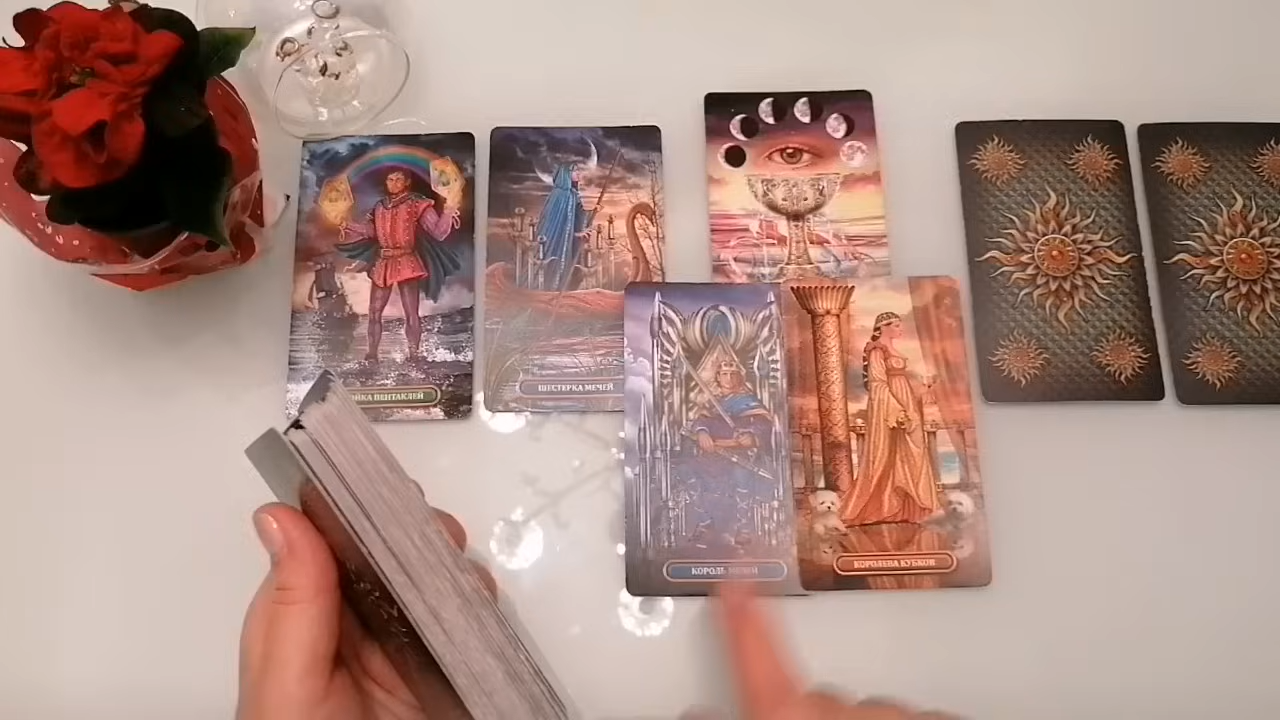 ПЕНТАКЛЕЙ
ШЕСТЕРКА МЕЧЕЙ
КОРОЛЬ МЕЧЕЙ
КОРОЛЕВА КУБКОВ